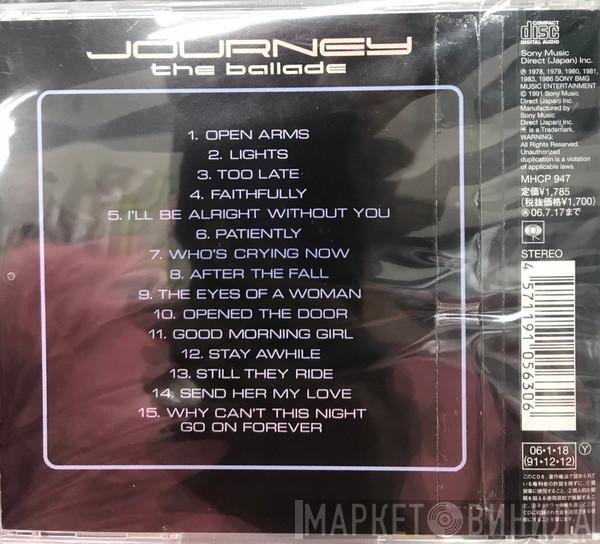 JOURNEY
the ballade
1. OPEN ARMS
2. LIGHTS
3. TOO LATE
4. FAITHFULLY
5. I'LL BE ALRIGHT WITHOUT YOU
6. PATIENTLY
7. WHO'S CRYING NOW
8. AFTER THE FALL
9. THE EYES OF A WOMAN
10. OPENED THE DOOR
11. GOOD MORNING GIRL
12. STAY AWHILE
13. STILL THEY RIDE
14. SEND HER MY LOVE
15. WHY CAN'T THIS NIGHT
GO ON FOREVER
COMPACT
disc
DIGITAL AUDIO
Sony Music
Direct (Japan) Inc.
℗ 1978, 1979, 1980, 1981,
1983, 1986 SONY BMG
MUSIC ENTERTAINMENT
© 1991 Sony Music
Direct (Japan) Inc.
Manufactured by
Sony Music
Direct (Japan) Inc.
is a Trademark.
WARNING:
All Rights Reserved.
Unauthorized
duplication is a violation
of applicable laws.
MHCP 947
定価¥1,785
(税抜価格¥1,700)
06.7.17まで
STEREO
4 571191 056306
06・1・18
(91・12・12)
Y
МАРКЕТ ВИНИЛА